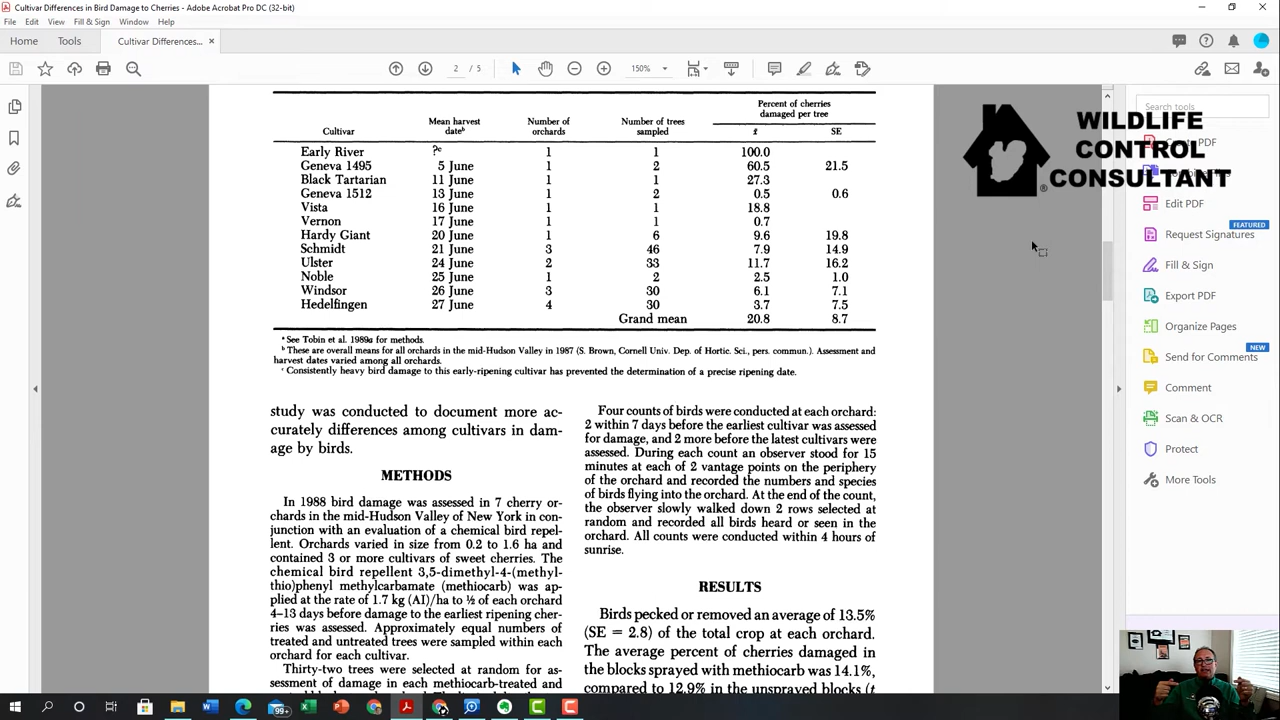 Cultivar Differences in Bird Damage to Cherries - Adobe Acrobat Pro DC (32-bit)
File Edit View Fill & Sign Window Help
Home Tools Cultivar Differences... ×
2 / 5 150%
Percent of cherries
damaged per tree
Mean harvest Number of Number of trees
Cultivar dateᵇ orchards sampled x̄ SE
Early River ?ᶜ 1 1 100.0
Geneva 1495 5 June 1 2 60.5 21.5
Black Tartarian 11 June 1 1 27.3
Geneva 1512 13 June 1 2 0.5 0.6
Vista 16 June 1 1 18.8
Vernon 17 June 1 1 0.7
Hardy Giant 20 June 1 6 9.6 19.8
Schmidt 21 June 3 46 7.9 14.9
Ulster 24 June 2 33 11.7 16.2
Noble 25 June 1 2 2.5 1.0
Windsor 26 June 3 30 6.1 7.1
Hedelfingen 27 June 4 30 3.7 7.5
Grand mean 20.8 8.7
ᵃ See Tobin et al. 1989a for methods.
ᵇ These are overall means for all orchards in the mid-Hudson Valley in 1987 (S. Brown, Cornell Univ. Dep. of Hortic. Sci., pers. commun.). Assessment and
harvest dates varied among all orchards.
ᶜ Consistently heavy bird damage to this early-ripening cultivar has prevented the determination of a precise ripening date.
study was conducted to document more ac-
curately differences among cultivars in dam-
age by birds.
METHODS
In 1988 bird damage was assessed in 7 cherry or-
chards in the mid-Hudson Valley of New York in con-
junction with an evaluation of a chemical bird repel-
lent. Orchards varied in size from 0.2 to 1.6 ha and
contained 3 or more cultivars of sweet cherries. The
chemical bird repellent 3,5-dimethyl-4-(methyl-
thio)phenyl methylcarbamate (methiocarb) was ap-
plied at the rate of 1.7 kg (AI)/ha to ½ of each orchard
4–13 days before damage to the earliest ripening cher-
ries was assessed. Approximately equal numbers of
treated and untreated trees were sampled within each
orchard for each cultivar.
Thirty-two trees were selected at random for as-
sessment of damage in each methiocarb-treated and
Four counts of birds were conducted at each orchard:
2 within 7 days before the earliest cultivar was assessed
for damage, and 2 more before the latest cultivars were
assessed. During each count an observer stood for 15
minutes at each of 2 vantage points on the periphery
of the orchard and recorded the numbers and species
of birds flying into the orchard. At the end of the count,
the observer slowly walked down 2 rows selected at
random and recorded all birds heard or seen in the
orchard. All counts were conducted within 4 hours of
sunrise.
RESULTS
Birds pecked or removed an average of 13.5%
(SE = 2.8) of the total crop at each orchard.
The average percent of cherries damaged in
the blocks sprayed with methiocarb was 14.1%,
compared to 12.9% in the unsprayed blocks (t
WILDLIFE
CONTROL
CONSULTANT
®
Search tools
PDF
Edit PDF
FEATURED
Request Signatures
Fill & Sign
Export PDF
Organize Pages
NEW
Send for Comments
Comment
Scan & OCR
Protect
More Tools
99+